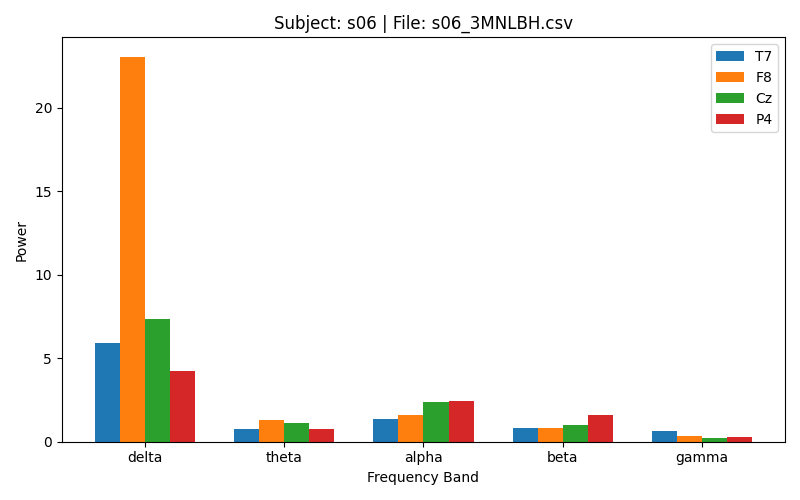 Subject: s06 | File: s06_3MNLBH.csv
T7
F8
Cz
P4
Power
20
15
10
5
0
delta theta alpha beta gamma
Frequency Band